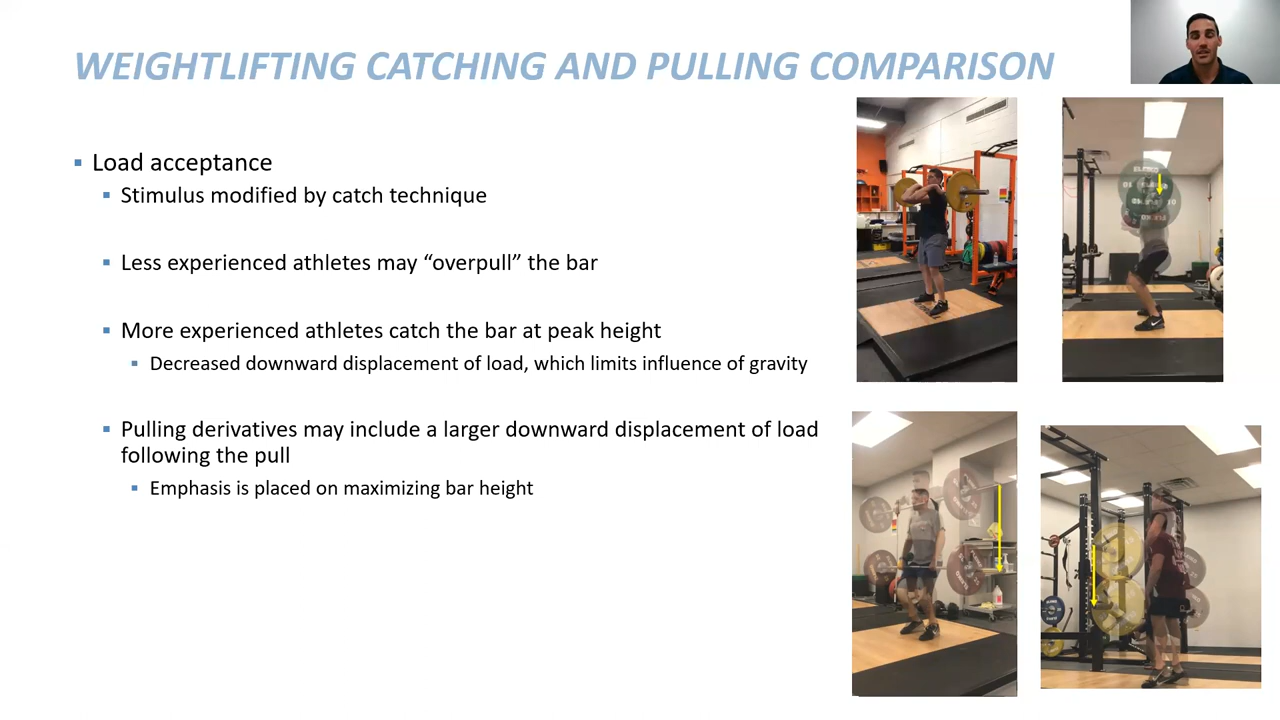 WEIGHTLIFTING CATCHING AND PULLING COMPARISON
▪ Load acceptance
▪ Stimulus modified by catch technique
▪ Less experienced athletes may “overpull” the bar
▪ More experienced athletes catch the bar at peak height
▪ Decreased downward displacement of load, which limits influence of gravity
▪ Pulling derivatives may include a larger downward displacement of load
following the pull
▪ Emphasis is placed on maximizing bar height
ELEIKO